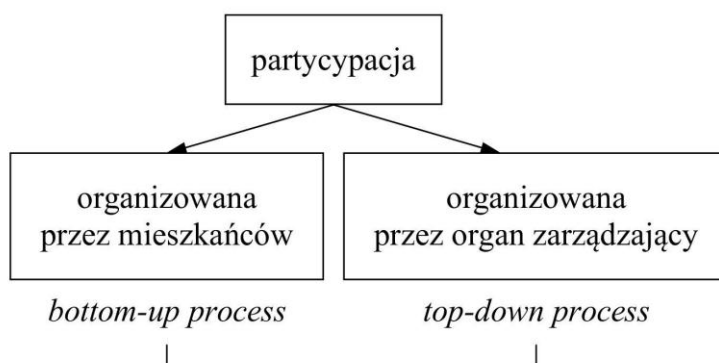 partycypacja
organizowana
przez mieszkańców
organizowana
przez organ zarządzający
bottom-up process
top-down process